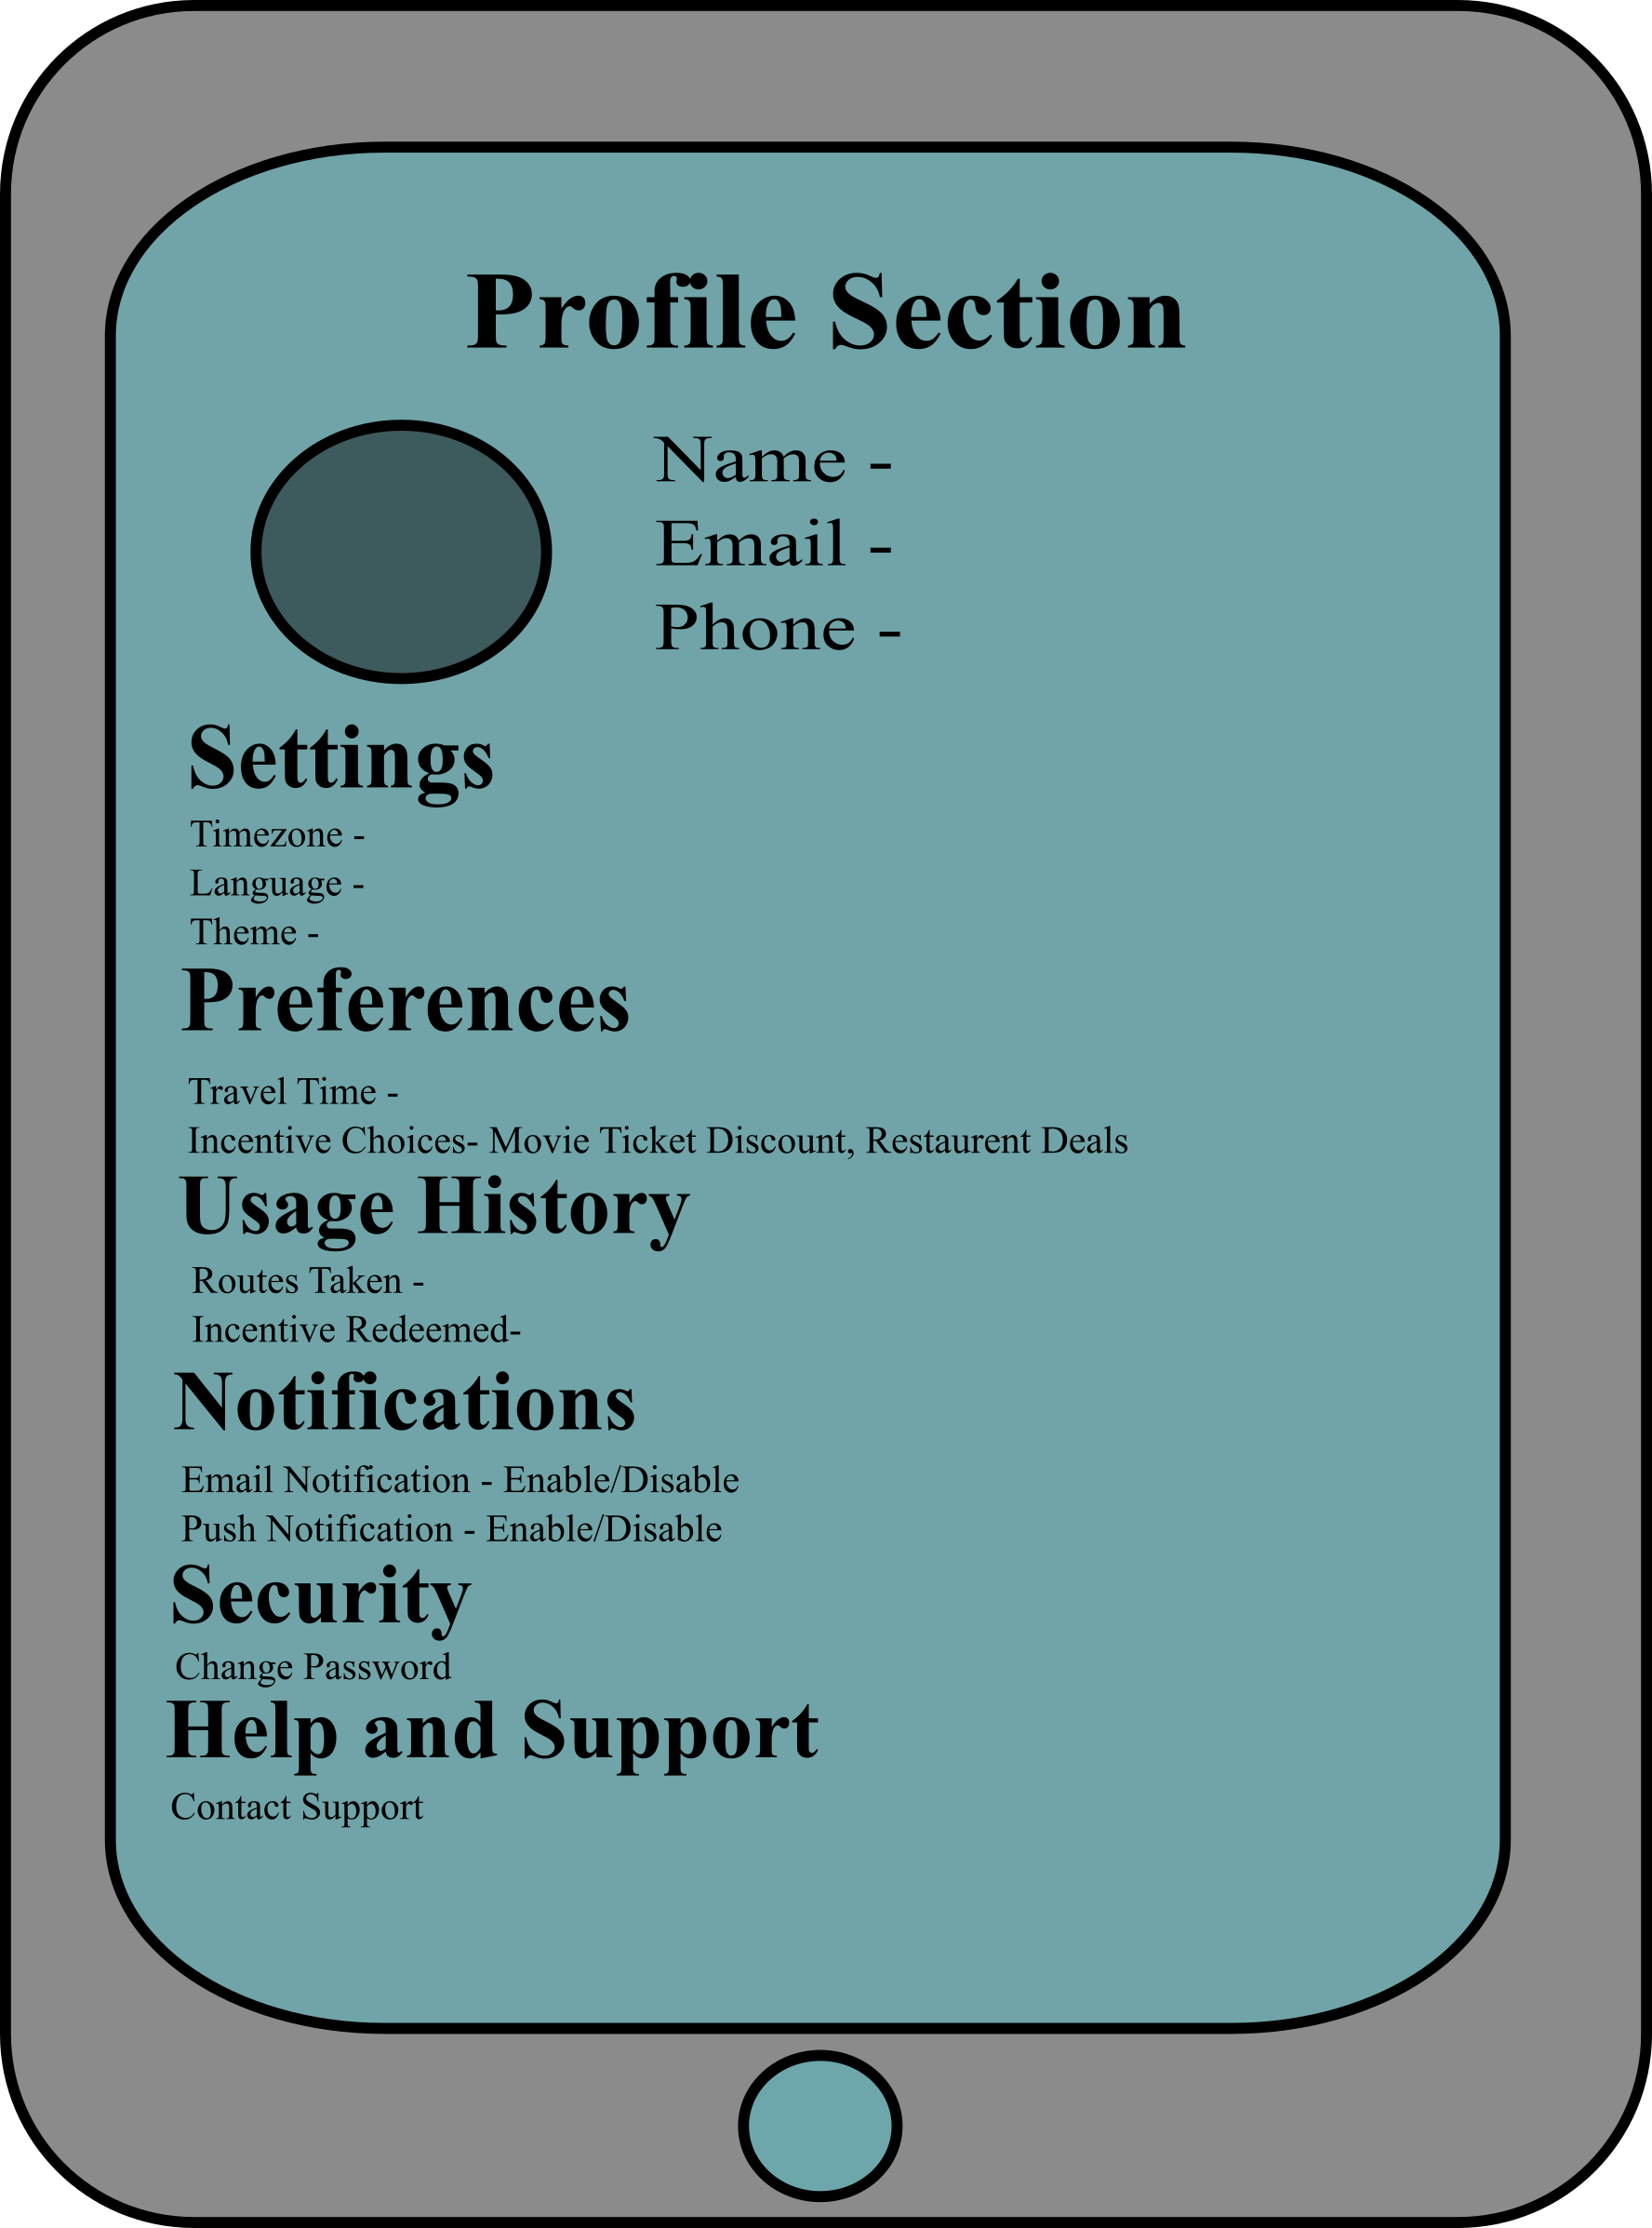 Profile Section
Name -
Email -
Phone -
Settings
Timezone -
Language -
Theme -
Preferences
Travel Time -
Incentive Choices- Movie Ticket Discount, Restaurent Deals
Usage History
Routes Taken -
Incentive Redeemed-
Notifications
Email Notification - Enable/Disable
Push Notification - Enable/Disable
Security
Change Password
Help and Support
Contact Support